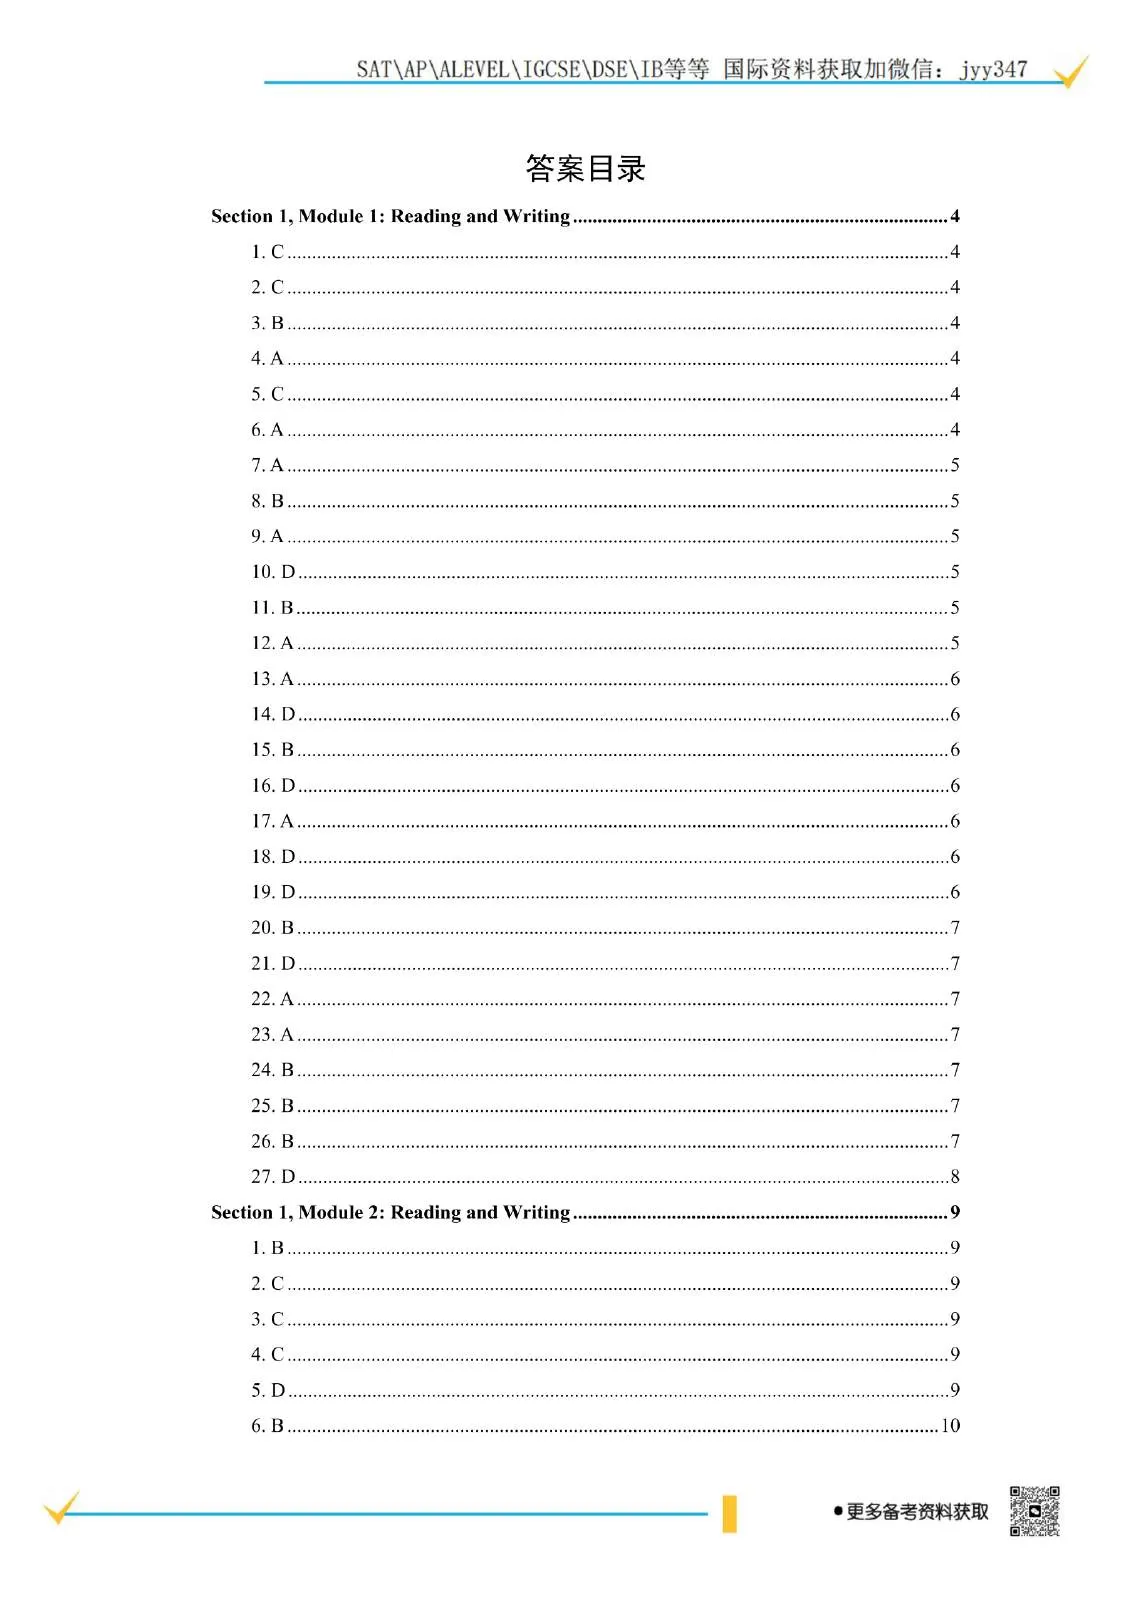 SAT\AP\ALEVEL\IGCSE\DSE\IB等等 国际资料获取加微信：jyy347
答案目录
Section 1, Module 1: Reading and Writing 4
1. C 4
2. C 4
3. B 4
4. A 4
5. C 4
6. A 4
7. A 5
8. B 5
9. A 5
10. D 5
11. B 5
12. A 5
13. A 6
14. D 6
15. B 6
16. D 6
17. A 6
18. D 6
19. D 6
20. B 7
21. D 7
22. A 7
23. A 7
24. B 7
25. B 7
26. B 7
27. D 8
Section 1, Module 2: Reading and Writing 9
1. B 9
2. C 9
3. C 9
4. C 9
5. D 9
6. B 10
•更多备考资料获取